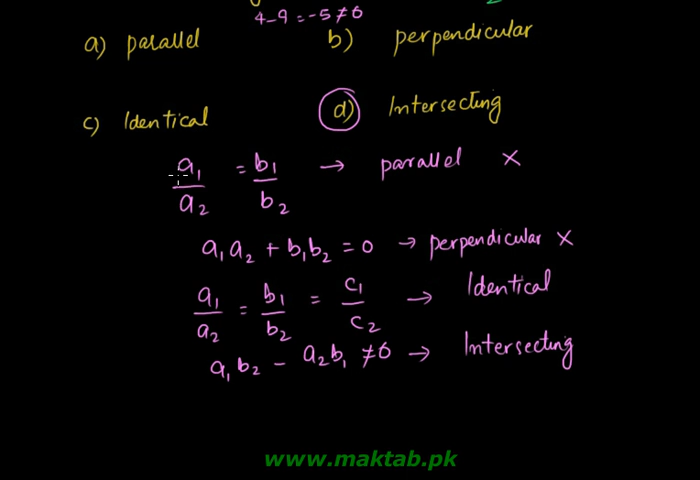 4-9=-5≠0
a) parallel b) perpendicular
c) Identical d) Intersecting
a₁/a₂ = b₁/b₂ → parallel ×
a₁a₂ + b₁b₂ = 0 → perpendicular ×
a₁/a₂ = b₁/b₂ = c₁/c₂ → Identical
a₁b₂ - a₂b₁ ≠0 → Intersecting
www.maktab.pk